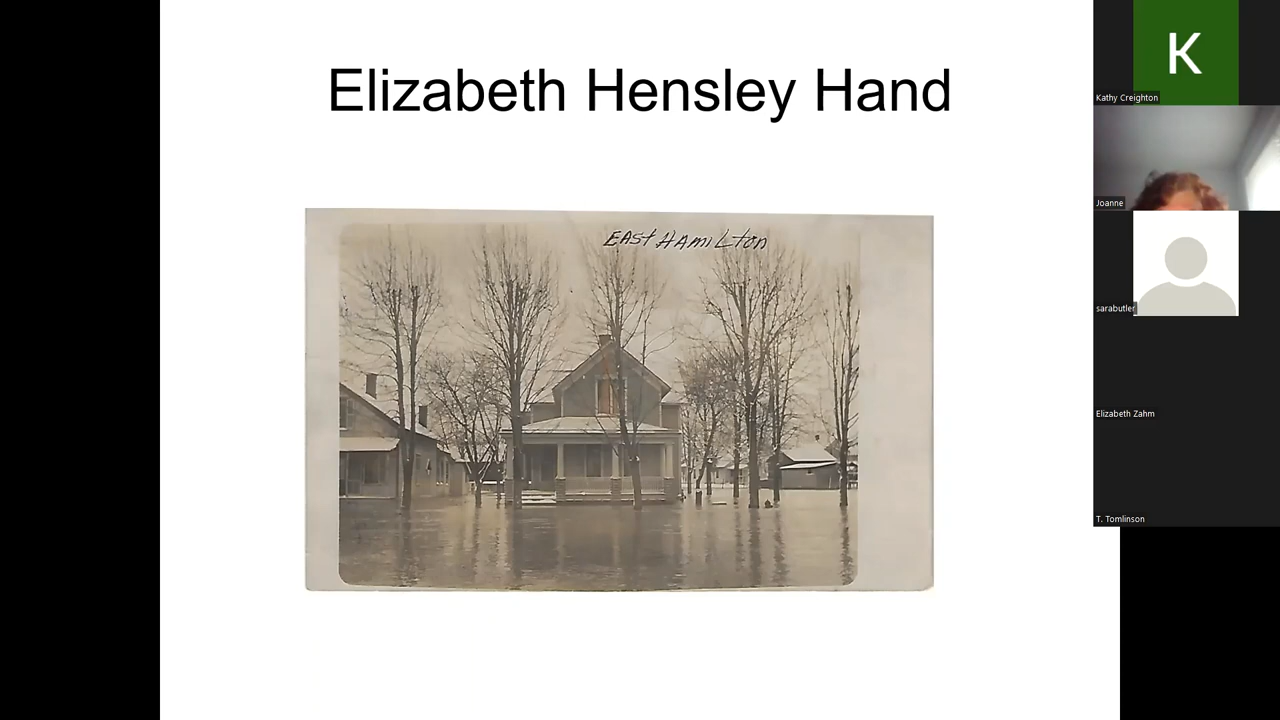 Elizabeth Hensley Hand
EAST HAMILTON
K
Kathy Creighton
Joanne
sarabutler
Elizabeth Zahm
T. Tomlinson